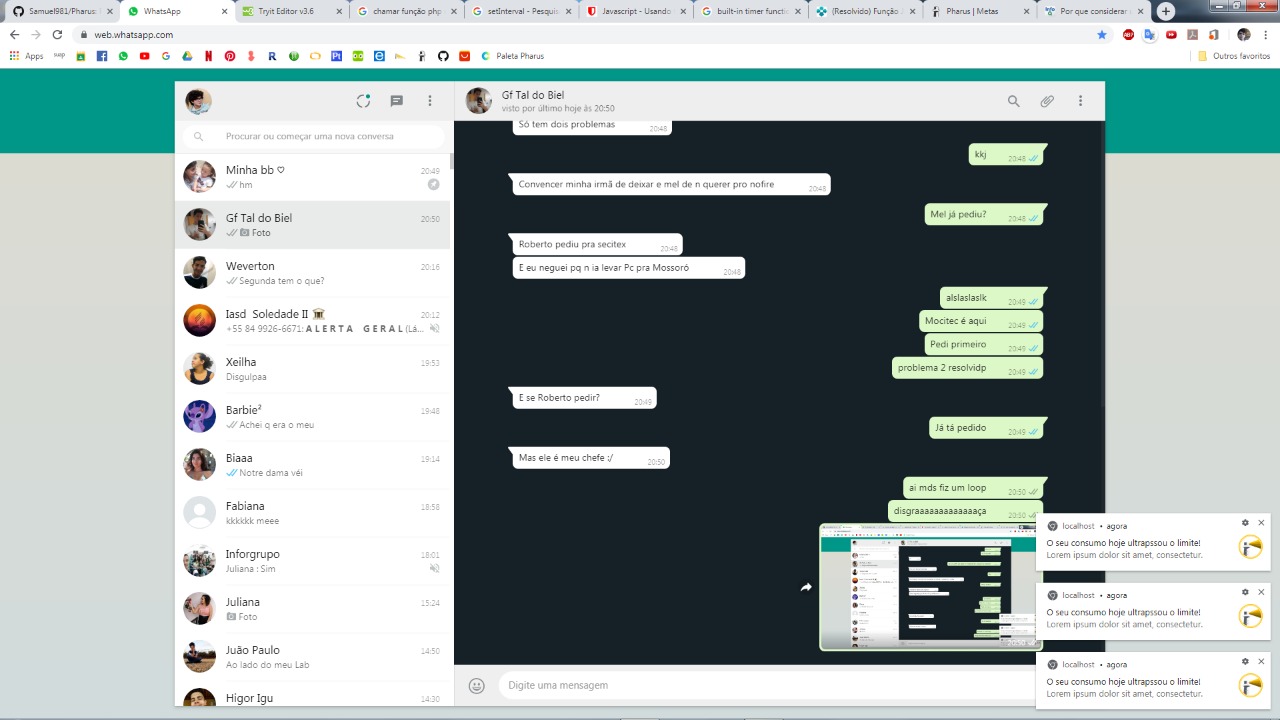 Samuel981/Pharus:
WhatsApp
Tryit Editor v3.6
chamar função php
setInterval - Pesqui
Javascript - Usando
built-in timer functi
(Resolvido) Função J
Pharus | Metas
Por que considerar
web.whatsapp.com
Apps
Paleta Pharus
Outros favoritos
Procurar ou começar uma nova conversa
Minha bb ♡
20:49
hm
Gf Tal do Biel
20:50
Foto
Weverton
20:16
Segunda tem o que?
Iasd Soledade II 🏛
20:12
+55 84 9926-6671: A L E R T A G E R A L (Lá...
Xeilha
19:53
Disgulpaa
Barbie²
19:48
Achei q era o meu
Biaaa
19:14
Notre dama véi
Fabiana
18:58
kkkkkk meee
Inforgrupo
18:01
Juliana : Sim
Juliana
15:24
Foto
Juão Paulo
14:50
Ao lado do meu Lab
Higor Igu
14:30
Gf Tal do Biel
visto por último hoje às 20:50
Só tem dois problemas
20:48
kkj
20:48
Convencer minha irmã de deixar e mel de n querer pro nofire
20:48
Mel já pediu?
20:48
Roberto pediu pra secitex
20:48
E eu neguei pq n ia levar Pc pra Mossoró
20:48
alslaslaslk
20:49
Mocitec é aqui
20:49
Pedi primeiro
20:49
problema 2 resolvidp
20:49
E se Roberto pedir?
20:49
Já tá pedido
20:49
Mas ele é meu chefe :/
20:50
ai mds fiz um loop
20:50
disgraaaaaaaaaaaaaça
20:50
Digite uma mensagem
localhost • agora
O seu consumo hoje ultrapssou o limite!
Lorem ipsum dolor sit amet, consectetur.
localhost • agora
O seu consumo hoje ultrapssou o limite!
Lorem ipsum dolor sit amet, consectetur.
localhost • agora
O seu consumo hoje ultrapssou o limite!
Lorem ipsum dolor sit amet, consectetur.